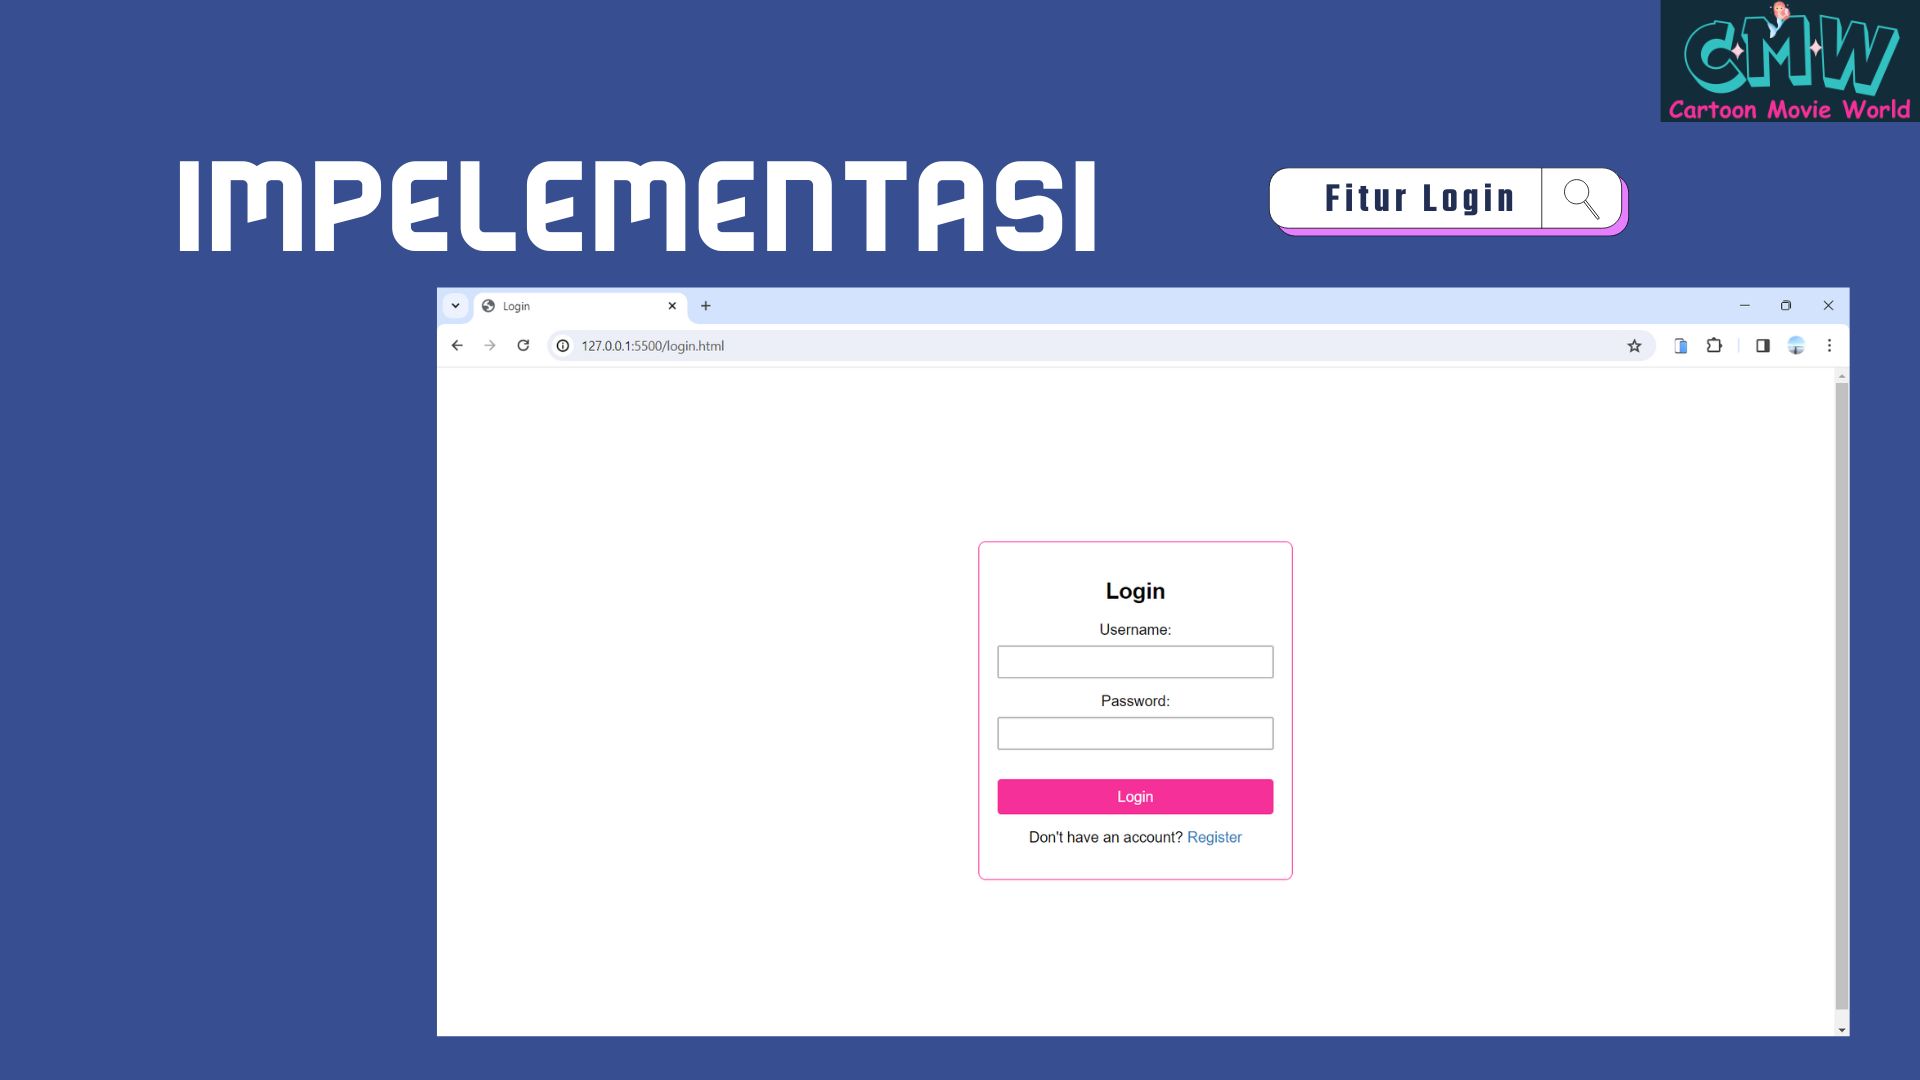 CMW
Cartoon Movie World
IMPELEMENTASI
Fitur Login
Login
127.0.0.1:5500/login.html
Login
Username:
Password:
Login
Don't have an account? Register